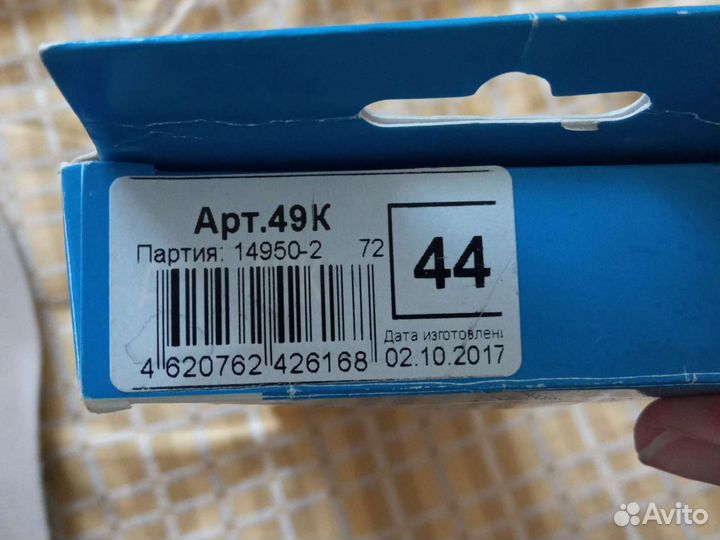 Арт.49К
Партия: 14950-2 72
44
Дата изготовлени
4 620762 426168 02.10.2017
Avito